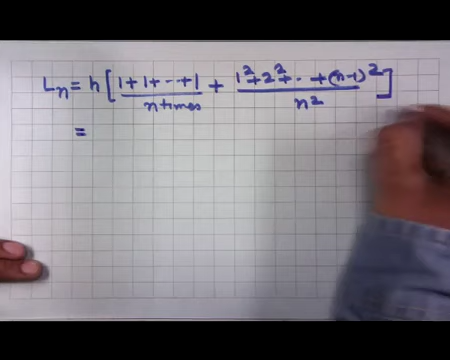 Ln = h [ 1+1+--+1 / n times + 1²+2²+--+(n-1)² / n² ]
=